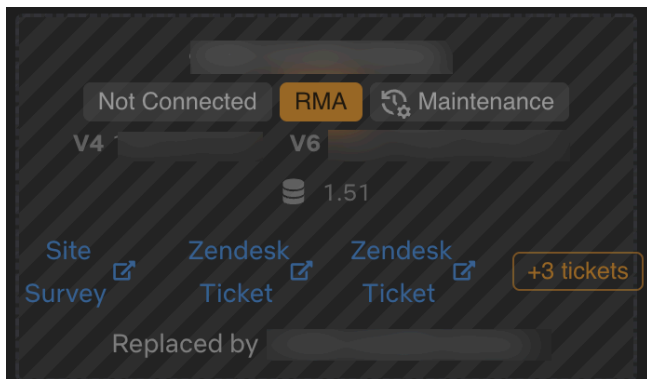 Not Connected RMA Maintenance
V4 V6
1.51
Site Survey Zendesk Ticket Zendesk Ticket +3 tickets
Replaced by